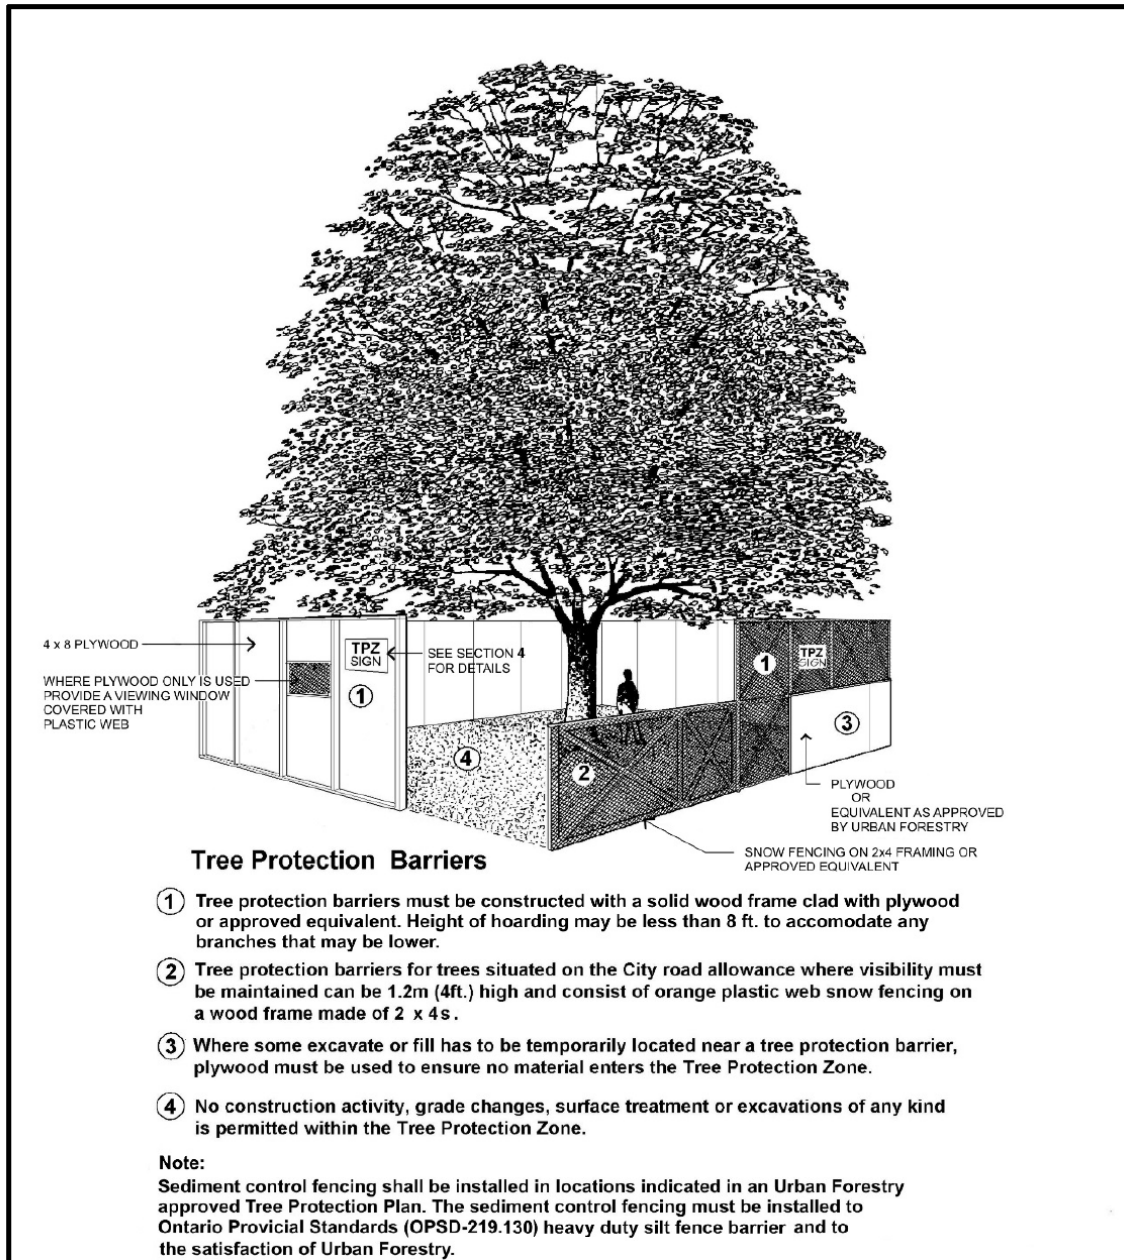 4 x 8 PLYWOOD
WHERE PLYWOOD ONLY IS USED
PROVIDE A VIEWING WINDOW
COVERED WITH
PLASTIC WEB
TPZ
SIGN
SEE SECTION 4
FOR DETAILS
1
4
2
1
TPZ
SIGN
3
PLYWOOD
OR
EQUIVALENT AS APPROVED
BY URBAN FORESTRY
SNOW FENCING ON 2x4 FRAMING OR
APPROVED EQUIVALENT
Tree Protection Barriers
1 Tree protection barriers must be constructed with a solid wood frame clad with plywood
or approved equivalent. Height of hoarding may be less than 8 ft. to accomodate any
branches that may be lower.
2 Tree protection barriers for trees situated on the City road allowance where visibility must
be maintained can be 1.2m (4ft.) high and consist of orange plastic web snow fencing on
a wood frame made of 2 x 4s.
3 Where some excavate or fill has to be temporarily located near a tree protection barrier,
plywood must be used to ensure no material enters the Tree Protection Zone.
4 No construction activity, grade changes, surface treatment or excavations of any kind
is permitted within the Tree Protection Zone.
Note:
Sediment control fencing shall be installed in locations indicated in an Urban Forestry
approved Tree Protection Plan. The sediment control fencing must be installed to
Ontario Provicial Standards (OPSD-219.130) heavy duty silt fence barrier and to
the satisfaction of Urban Forestry.